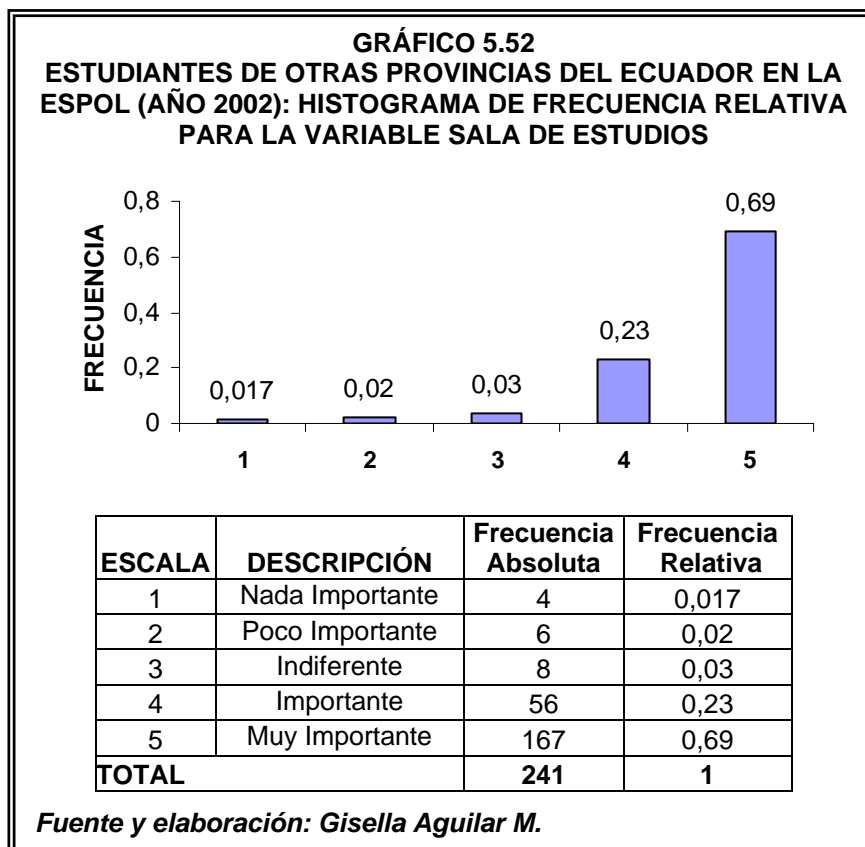 GRÁFICO 5.52
ESTUDIANTES DE OTRAS PROVINCIAS DEL ECUADOR EN LA
ESPOL (AÑO 2002): HISTOGRAMA DE FRECUENCIA RELATIVA
PARA LA VARIABLE SALA DE ESTUDIOS
FRECUENCIA
0,8
0,6
0,4
0,2
0
0,017
0,02
0,03
0,23
0,69
1 2 3 4 5
ESCALA DESCRIPCIÓN Frecuencia Absoluta Frecuencia Relativa
1 Nada Importante 4 0,017
2 Poco Importante 6 0,02
3 Indiferente 8 0,03
4 Importante 56 0,23
5 Muy Importante 167 0,69
TOTAL 241 1
Fuente y elaboración: Gisella Aguilar M.